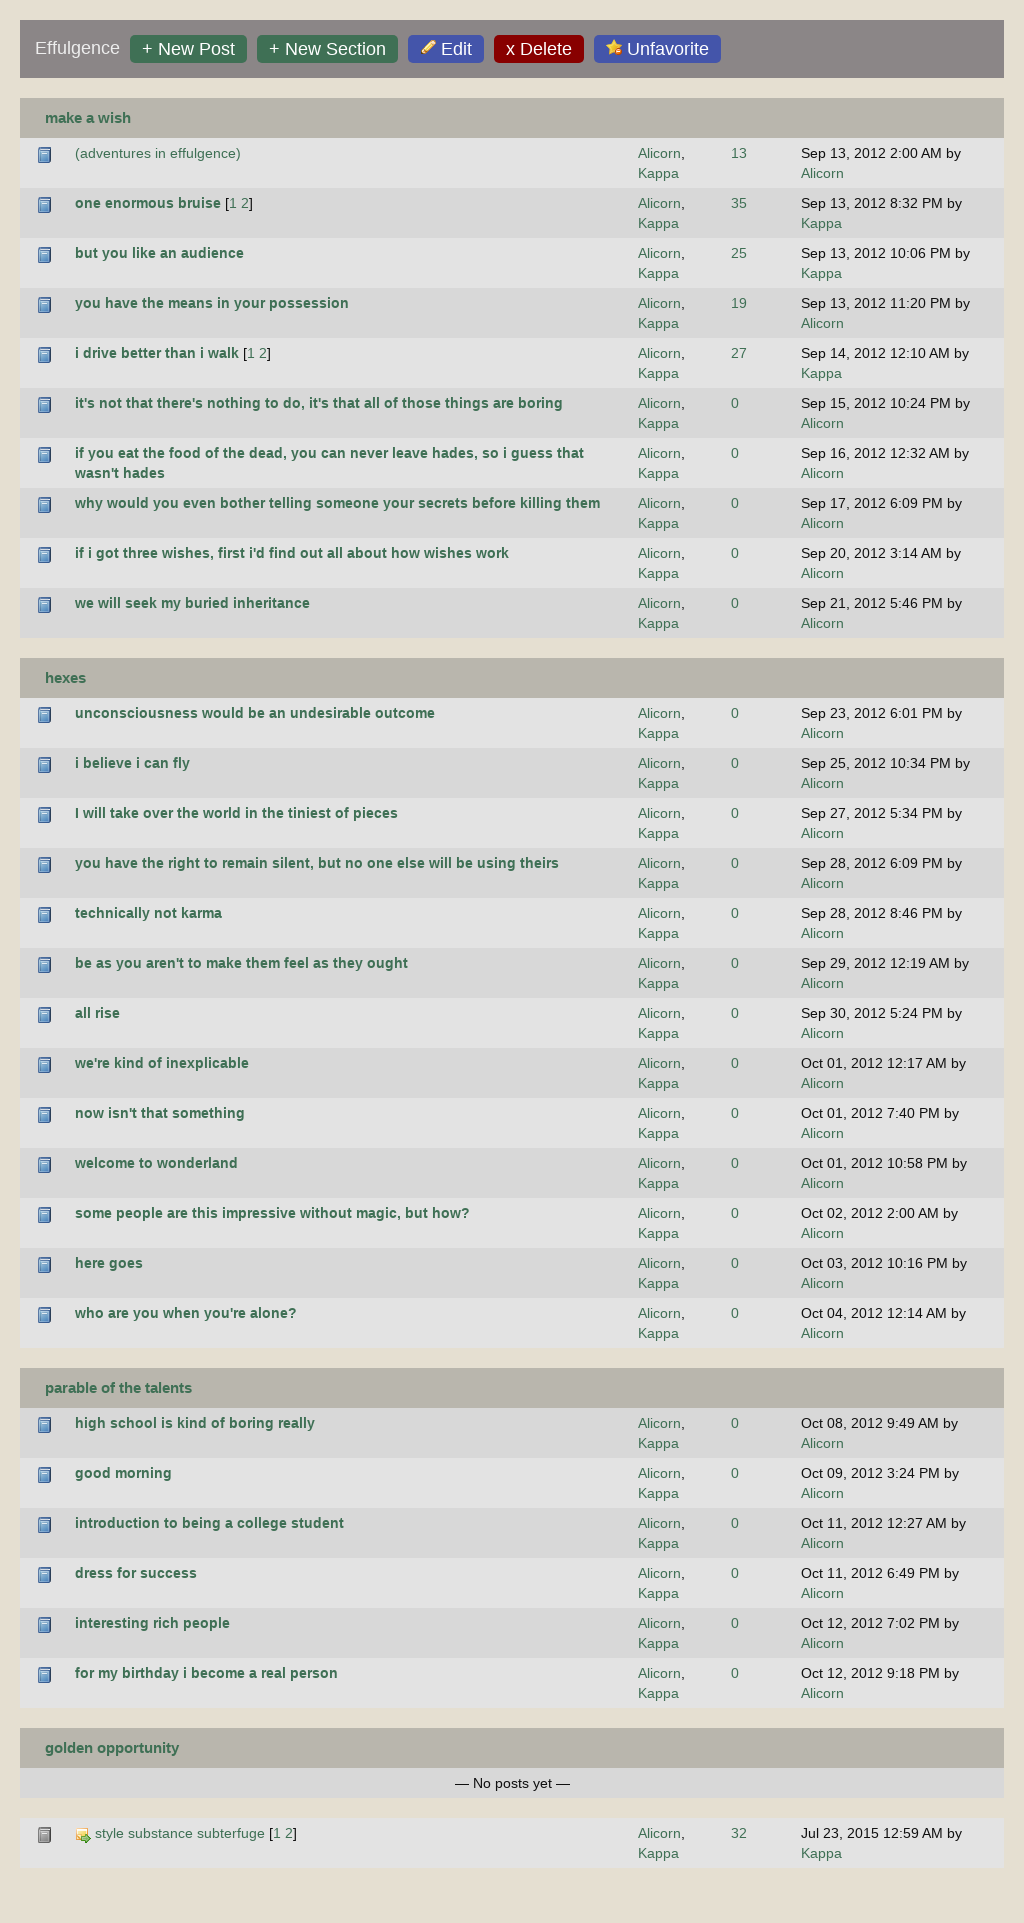 Effulgence + New Post + New Section Edit x Delete Unfavorite
make a wish
(adventures in effulgence) Alicorn, 13 Sep 13, 2012 2:00 AM by
Kappa Alicorn
one enormous bruise [1 2] Alicorn, 35 Sep 13, 2012 8:32 PM by
Kappa Kappa
but you like an audience Alicorn, 25 Sep 13, 2012 10:06 PM by
Kappa Kappa
you have the means in your possession Alicorn, 19 Sep 13, 2012 11:20 PM by
Kappa Alicorn
i drive better than i walk [1 2] Alicorn, 27 Sep 14, 2012 12:10 AM by
Kappa Kappa
it's not that there's nothing to do, it's that all of those things are boring Alicorn, 0 Sep 15, 2012 10:24 PM by
Kappa Alicorn
if you eat the food of the dead, you can never leave hades, so i guess that Alicorn, 0 Sep 16, 2012 12:32 AM by
wasn't hades Kappa Alicorn
why would you even bother telling someone your secrets before killing them Alicorn, 0 Sep 17, 2012 6:09 PM by
Kappa Alicorn
if i got three wishes, first i'd find out all about how wishes work Alicorn, 0 Sep 20, 2012 3:14 AM by
Kappa Alicorn
we will seek my buried inheritance Alicorn, 0 Sep 21, 2012 5:46 PM by
Kappa Alicorn
hexes
unconsciousness would be an undesirable outcome Alicorn, 0 Sep 23, 2012 6:01 PM by
Kappa Alicorn
i believe i can fly Alicorn, 0 Sep 25, 2012 10:34 PM by
Kappa Alicorn
I will take over the world in the tiniest of pieces Alicorn, 0 Sep 27, 2012 5:34 PM by
Kappa Alicorn
you have the right to remain silent, but no one else will be using theirs Alicorn, 0 Sep 28, 2012 6:09 PM by
Kappa Alicorn
technically not karma Alicorn, 0 Sep 28, 2012 8:46 PM by
Kappa Alicorn
be as you aren't to make them feel as they ought Alicorn, 0 Sep 29, 2012 12:19 AM by
Kappa Alicorn
all rise Alicorn, 0 Sep 30, 2012 5:24 PM by
Kappa Alicorn
we're kind of inexplicable Alicorn, 0 Oct 01, 2012 12:17 AM by
Kappa Alicorn
now isn't that something Alicorn, 0 Oct 01, 2012 7:40 PM by
Kappa Alicorn
welcome to wonderland Alicorn, 0 Oct 01, 2012 10:58 PM by
Kappa Alicorn
some people are this impressive without magic, but how? Alicorn, 0 Oct 02, 2012 2:00 AM by
Kappa Alicorn
here goes Alicorn, 0 Oct 03, 2012 10:16 PM by
Kappa Alicorn
who are you when you're alone? Alicorn, 0 Oct 04, 2012 12:14 AM by
Kappa Alicorn
parable of the talents
high school is kind of boring really Alicorn, 0 Oct 08, 2012 9:49 AM by
Kappa Alicorn
good morning Alicorn, 0 Oct 09, 2012 3:24 PM by
Kappa Alicorn
introduction to being a college student Alicorn, 0 Oct 11, 2012 12:27 AM by
Kappa Alicorn
dress for success Alicorn, 0 Oct 11, 2012 6:49 PM by
Kappa Alicorn
interesting rich people Alicorn, 0 Oct 12, 2012 7:02 PM by
Kappa Alicorn
for my birthday i become a real person Alicorn, 0 Oct 12, 2012 9:18 PM by
Kappa Alicorn
golden opportunity
— No posts yet —
style substance subterfuge [1 2] Alicorn, 32 Jul 23, 2015 12:59 AM by
Kappa Kappa